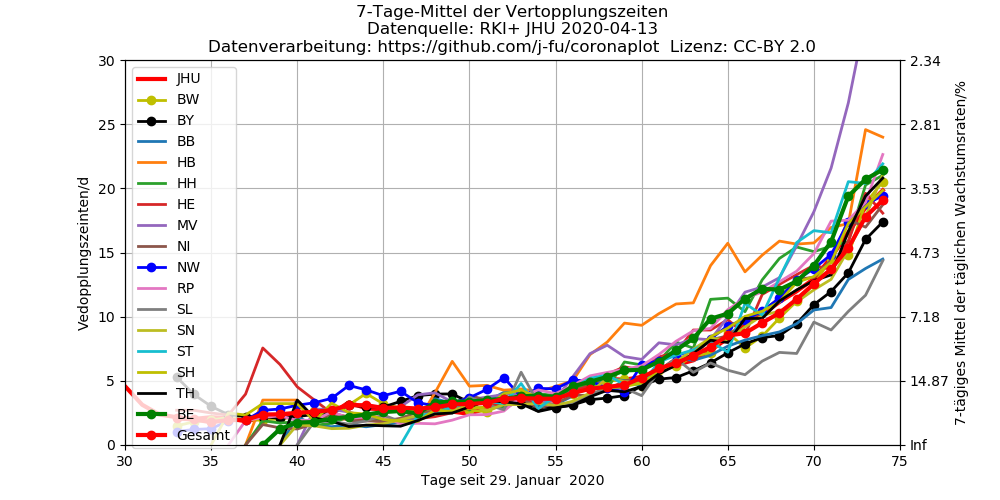 7-Tage-Mittel der Vertopplungszeiten
Datenquelle: RKI+ JHU 2020-04-13
Datenverarbeitung: https://github.com/j-fu/coronaplot  Lizenz: CC-BY 2.0
Vedopplungszeinten/d
30
25
20
15
10
5
0
JHU
BW
BY
BB
HB
HH
HE
MV
NI
NW
RP
SL
SN
ST
SH
TH
BE
Gesamt
2.34
2.81
3.53
4.73
7.18
14.87
Inf
7-tägiges Mittel der täglichen Wachstumsraten/%
30 35 40 45 50 55 60 65 70 75
Tage seit 29. Januar  2020